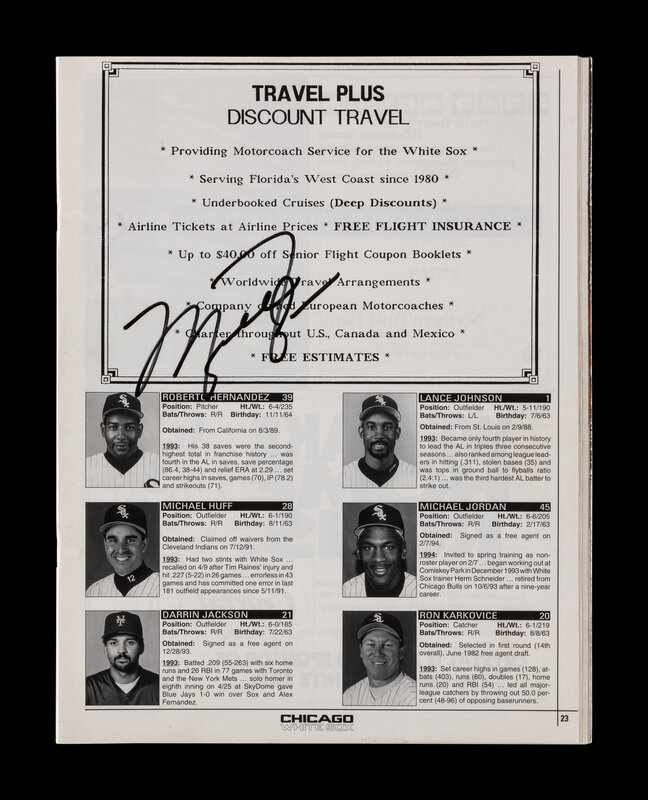 TRAVEL PLUS
DISCOUNT TRAVEL
* Providing Motorcoach Service for the White Sox *
* Serving Florida's West Coast since 1980 *
* Underbooked Cruises (Deep Discounts) *
* Airline Tickets at Airline Prices * FREE FLIGHT INSURANCE *
* Up to $40.00 off Senior Flight Coupon Booklets *
* Worldwide Travel Arrangements *
* Company European Motorcoaches *
* Charter throughout U.S., Canada and Mexico *
* FREE ESTIMATES *
ROBERTO HERNANDEZ 39
Position: Pitcher Ht./Wt.: 6-4/235
Bats/Throws: R/R Birthday: 11/11/64
Obtained: From California on 8/3/89.
1993: His 38 saves were the second-
highest total in franchise history ... was
fourth in the AL in saves, save percentage
(86.4, 38-44) and relief ERA at 2.29 ... set
career highs in saves, games (70), IP (78.2)
and strikeouts (71).
LANCE JOHNSON 1
Position: Outfielder Ht./Wt.: 5-11/190
Bats/Throws: L/L Birthday: 7/6/63
Obtained: From St. Louis on 2/9/88.
1993: Became only fourth player in history
to lead the AL in triples three consecutive
seasons ... also ranked among league lead-
ers in hitting (.311), stolen bases (35) and
was tops in ground ball to flyballs ratio
(2.4:1) ... was the third hardest AL batter to
strike out.
MICHAEL HUFF 28
Position: Outfielder Ht./Wt.: 6-1/190
Bats/Throws: R/R Birthday: 8/11/63
Obtained: Claimed off waivers from the
Cleveland Indians on 7/12/91.
1993: Had two stints with White Sox ...
recalled on 4/9 after Tim Raines' injury and
hit .227 (5-22) in 26 games ... errorless in 43
games and has committed one error in last
181 outfield appearances since 5/11/91.
MICHAEL JORDAN 45
Position: Outfielder Ht./Wt.: 6-6/205
Bats/Throws: R/R Birthday: 2/17/63
Obtained: Signed as a free agent on
2/7/94.
1994: Invited to spring training as non-
roster player on 2/7 ... began working out at
Comiskey Park in December 1993 with White
Sox trainer Herm Schneider ... retired from
Chicago Bulls on 10/6/93 after a nine-year
career.
DARRIN JACKSON 21
Position: Outfielder Ht./Wt.: 6-0/185
Bats/Throws: R/R Birthday: 7/22/63
Obtained: Signed as a free agent on
12/28/93.
1993: Batted .209 (55-263) with six home
runs and 26 RBI in 77 games with Toronto
and the New York Mets ... solo homer in
eighth inning on 4/25 at SkyDome gave
Blue Jays 1-0 win over Sox and Alex
Fernandez.
RON KARKOVICE 20
Position: Catcher Ht./Wt.: 6-1/219
Bats/Throws: R/R Birthday: 8/8/63
Obtained: Selected in first round (14th
overall), June 1982 free agent draft.
1993: Set career highs in games (128), at-
bats (403), runs (60), doubles (17), home
runs (20) and RBI (54) ... led all major-
league catchers by throwing out 50.0 per-
cent (48-96) of opposing baserunners.
CHICAGO
WHITE SOX
23